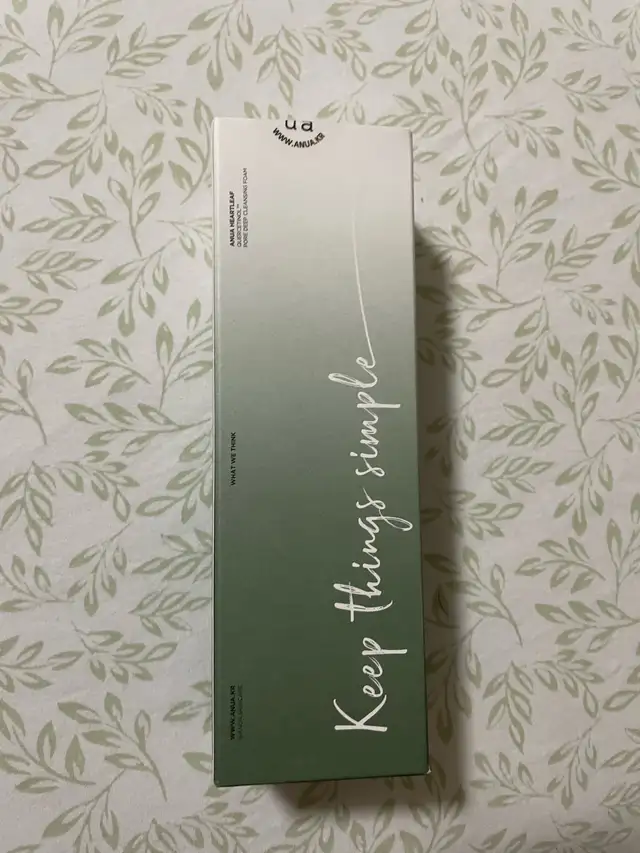 ua
WWW.ANUA.KR
ANUA HEARTLEAF
QUERCETINOL™
PORE DEEP CLEANSING FOAM
WHAT WE THINK
Keep things simple
WWW.ANUA.KR